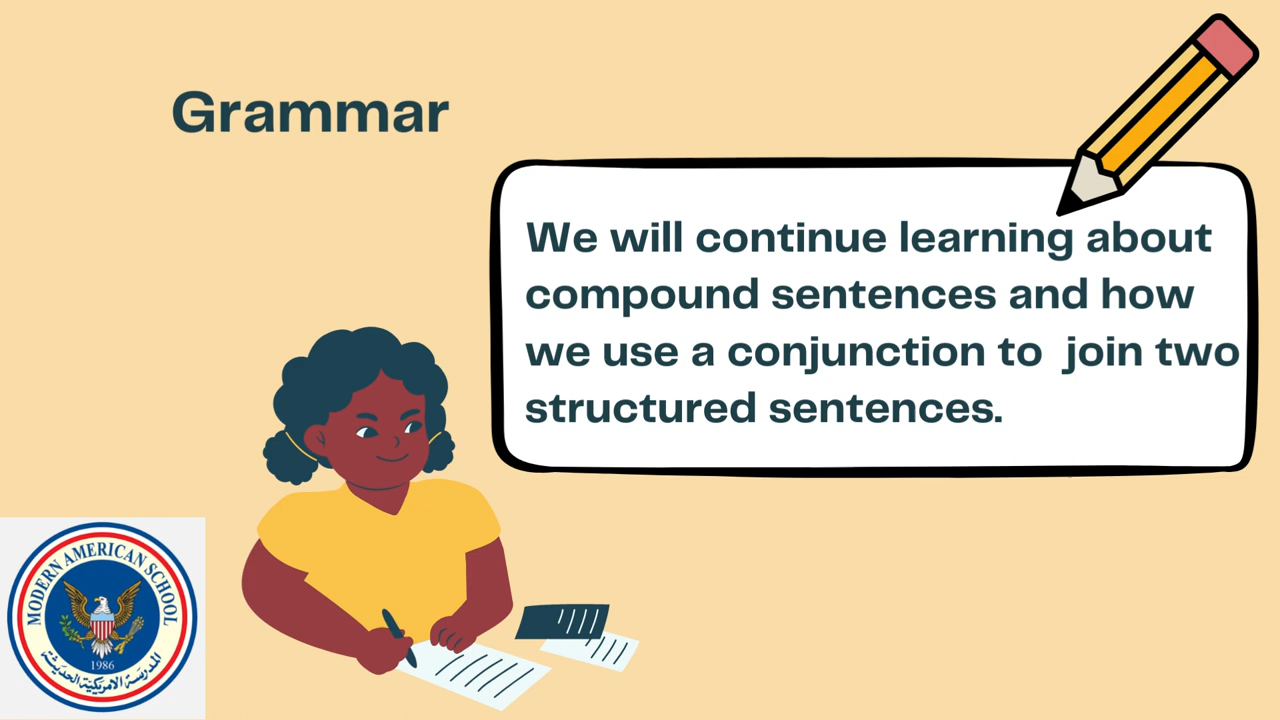 Grammar
We will continue learning about
compound sentences and how
we use a conjunction to  join two
structured sentences.
MODERN AMERICAN SCHOOL
1986
المدرسة الامريكية الحديثة